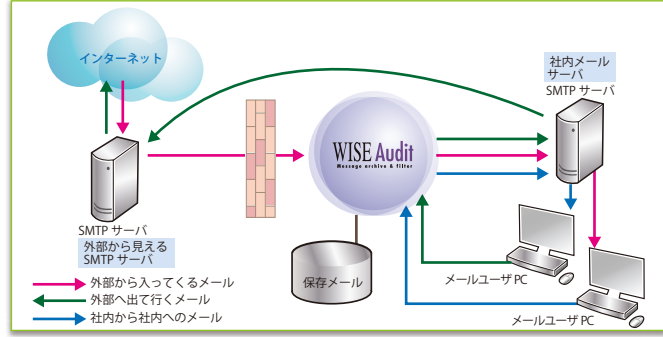 インターネット
社内メール
サーバ
SMTP サーバ
WISE Audit
Message archive & filter
SMTP サーバ
外部から見える
SMTP サーバ
保存メール
メールユーザ PC
メールユーザ PC
外部から入ってくるメール
外部へ出て行くメール
社内から社内へのメール